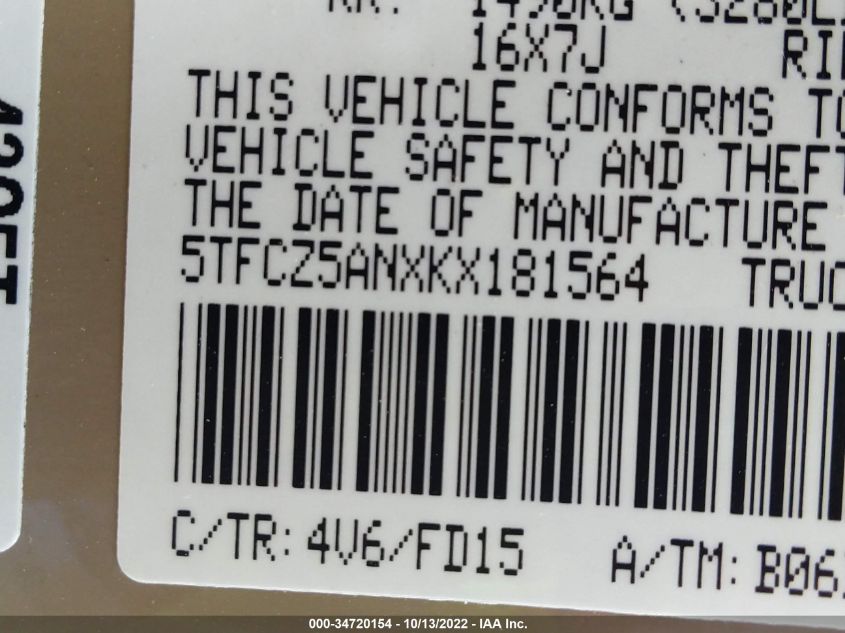 16X7J
THIS VEHICLE CONFORMS
VEHICLE SAFETY AND THEFT
THE DATE OF MANUFACTURE
5TFCZ5ANXKX181564
C/TR: 4V6/FD15
A/TM:
000-34720154 - 10/13/2022 - IAA Inc.